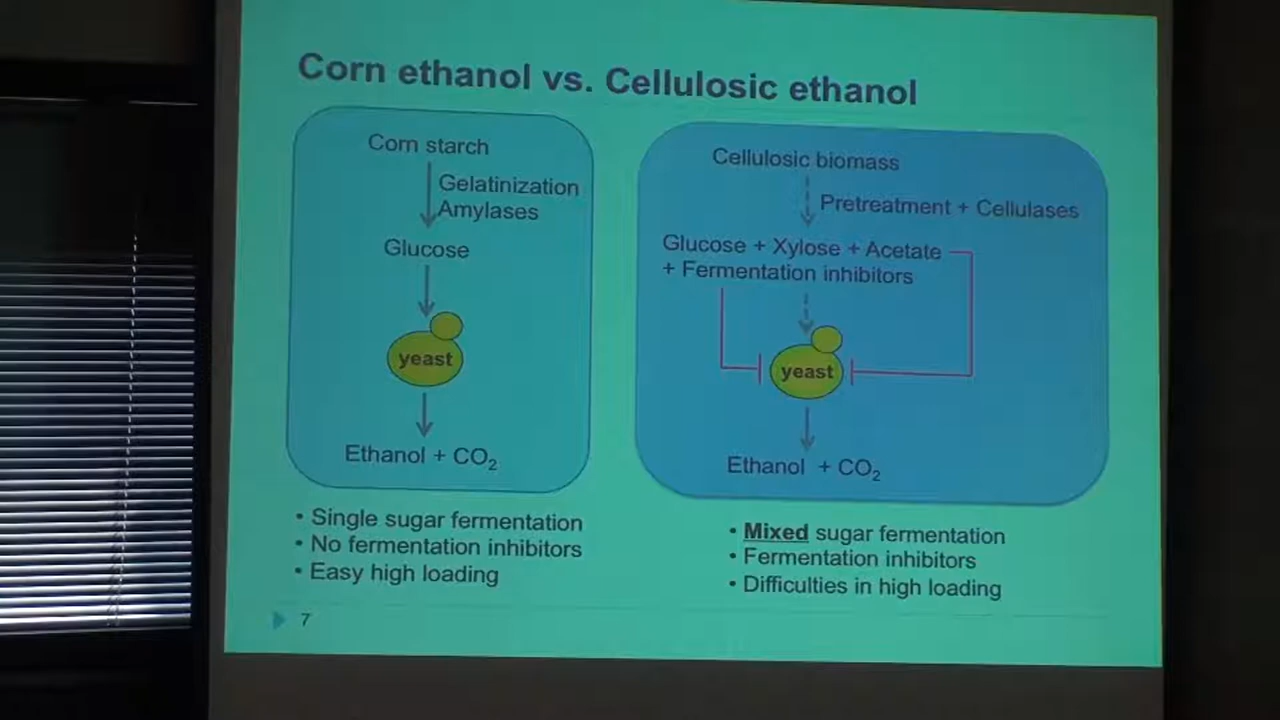 Corn ethanol vs. Cellulosic ethanol
Corn starch
Gelatinization
Amylases
Glucose
yeast
Ethanol + CO₂
• Single sugar fermentation
• No fermentation inhibitors
• Easy high loading
Cellulosic biomass
Pretreatment + Cellulases
Glucose + Xylose + Acetate
+ Fermentation inhibitors
yeast
Ethanol + CO₂
• Mixed sugar fermentation
• Fermentation inhibitors
• Difficulties in high loading
7